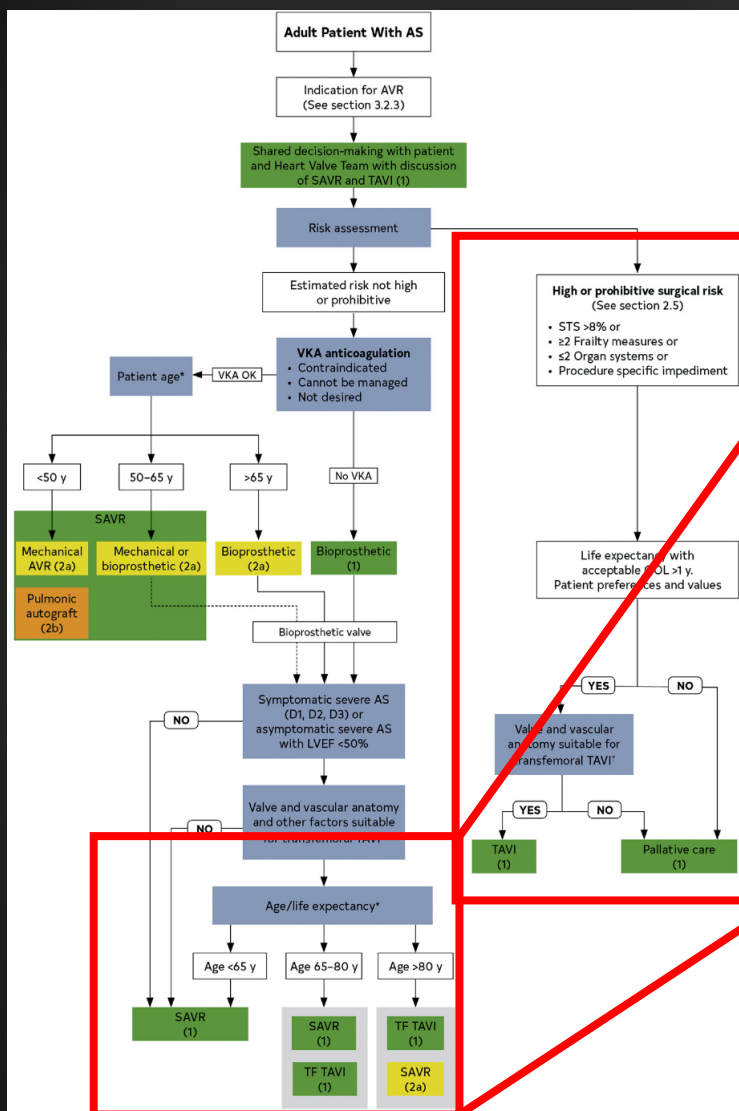 Adult Patient With AS
Indication for AVR
(See section 3.2.3)
Shared decision-making with patient
and Heart Valve Team with discussion
of SAVR and TAVI (1)
Risk assessment
Estimated risk not high
or prohibitive
High or prohibitive surgical risk
(See section 2.5)
• STS >8% or
• ≥2 Frailty measures or
• ≤2 Organ systems or
• Procedure specific impediment
VKA anticoagulation
• Contraindicated
• Cannot be managed
• Not desired
VKA OK
Patient age*
<50 y
50–65 y
>65 y
No VKA
SAVR
Mechanical
AVR (2a)
Mechanical or
bioprosthetic (2a)
Bioprosthetic
(2a)
Bioprosthetic
(1)
Pulmonic
autograft
(2b)
Bioprosthetic valve
Life expectancy with
acceptable QOL >1 y.
Patient preferences and values
YES
NO
Symptomatic severe AS
(D1, D2, D3) or
asymptomatic severe AS
with LVEF <50%
NO
Valve and vascular
anatomy suitable for
transfemoral TAVI⁺
YES
NO
TAVI
(1)
Pallative care
(1)
Valve and vascular anatomy
and other factors suitable
for transfemoral TAVI
NO
Age/life expectancy*
Age <65 y
Age 65–80 y
Age >80 y
SAVR
(1)
SAVR
(1)
TF TAVI
(1)
TF TAVI
(1)
SAVR
(2a)